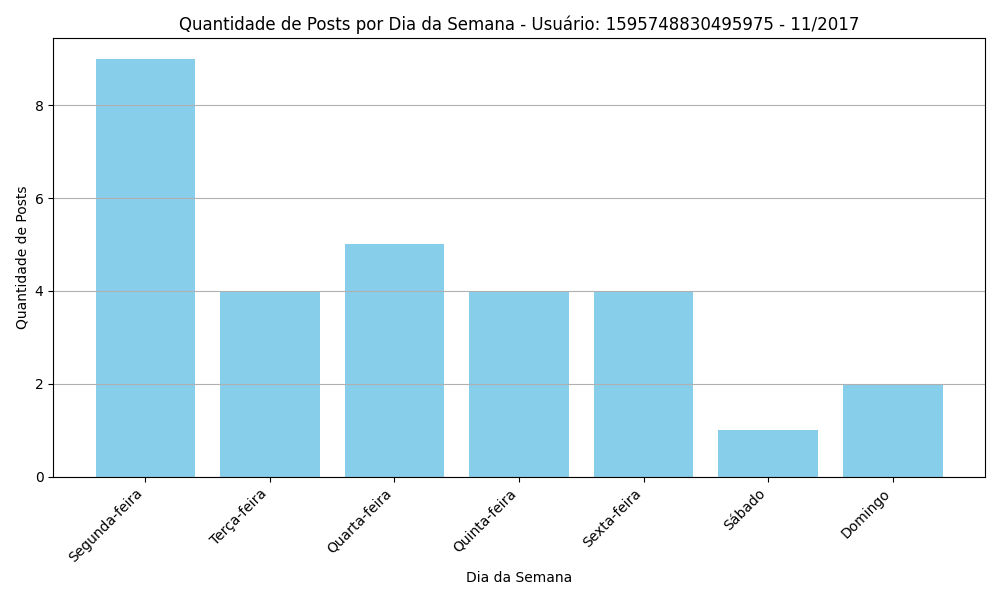 Quantidade de Posts por Dia da Semana - Usuário: 1595748830495975 - 11/2017
Quantidade de Posts
8
6
4
2
0
Segunda-feira
Terça-feira
Quarta-feira
Quinta-feira
Sexta-feira
Sábado
Domingo
Dia da Semana